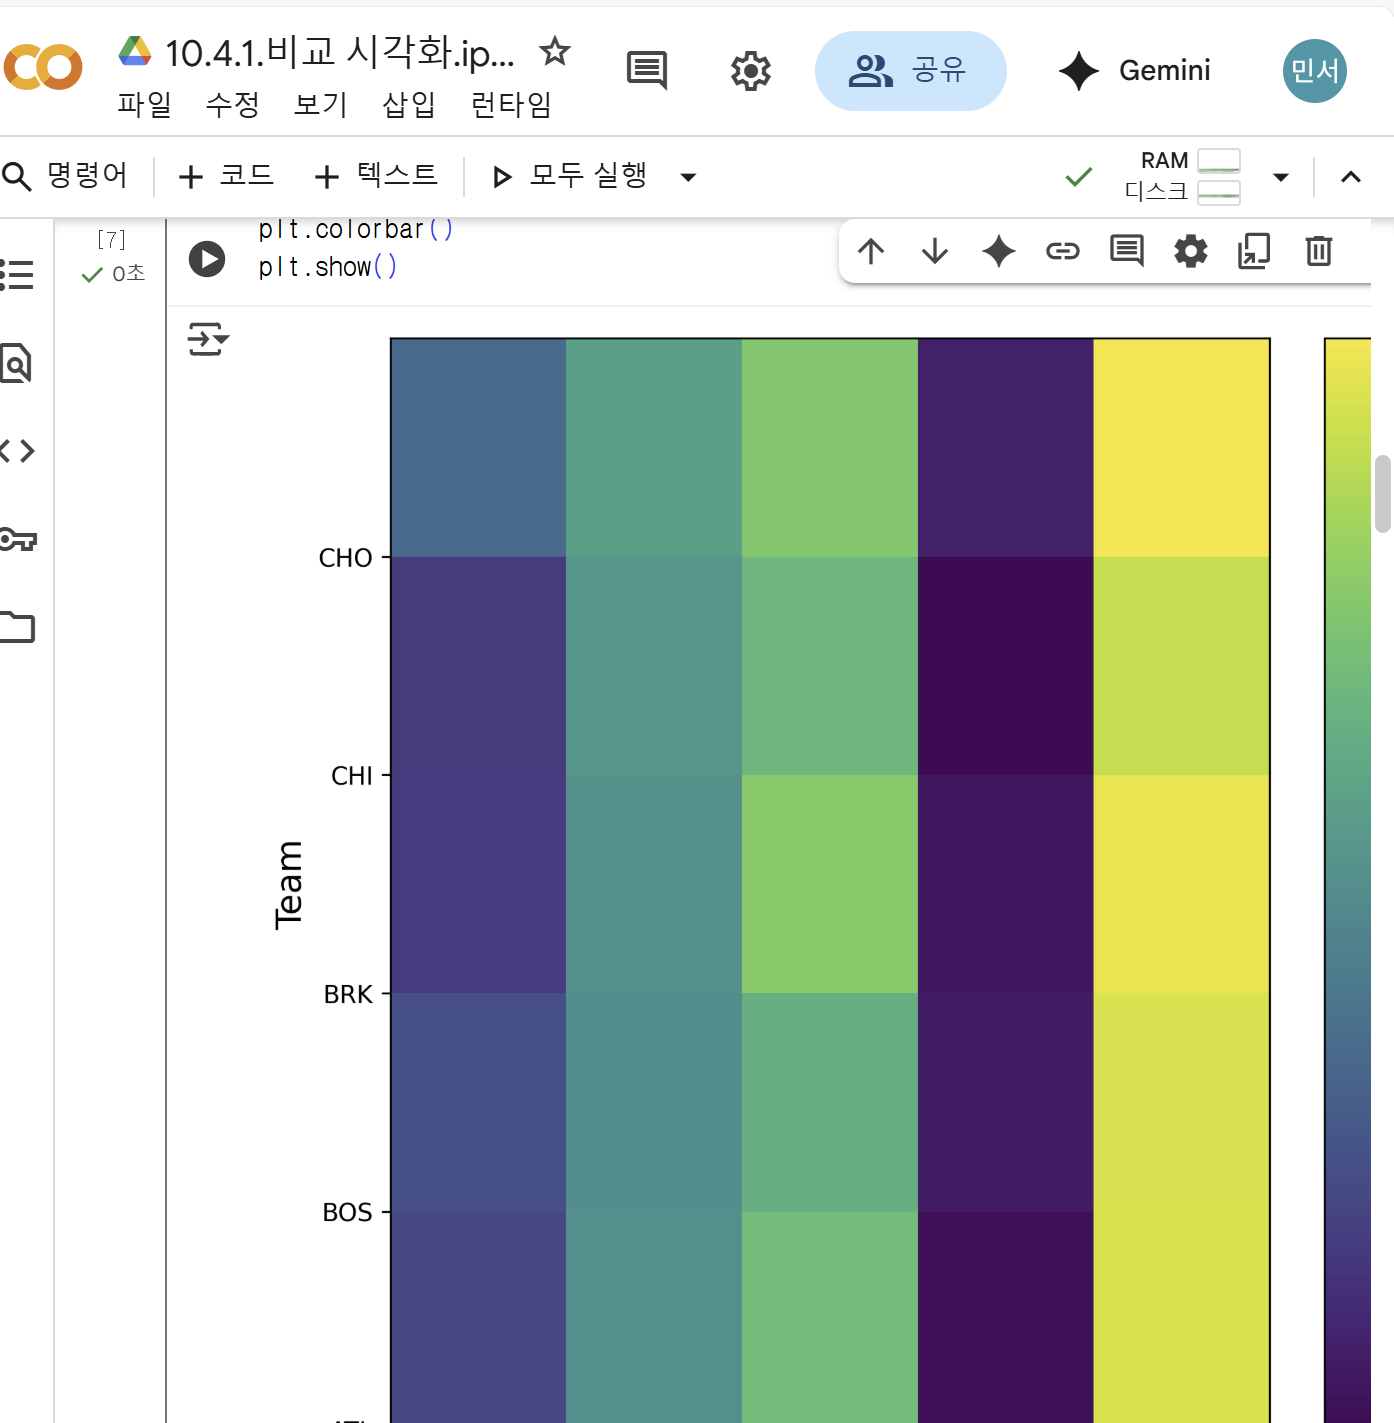 10.4.1.비교 시각화.ip...
공유
Gemini
민서
파일 수정 보기 삽입 런타임
명령어
코드
텍스트
모두 실행
RAM
디스크
[7]
0초
plt.colorbar()
plt.show()
CHO
CHI
Team
BRK
BOS